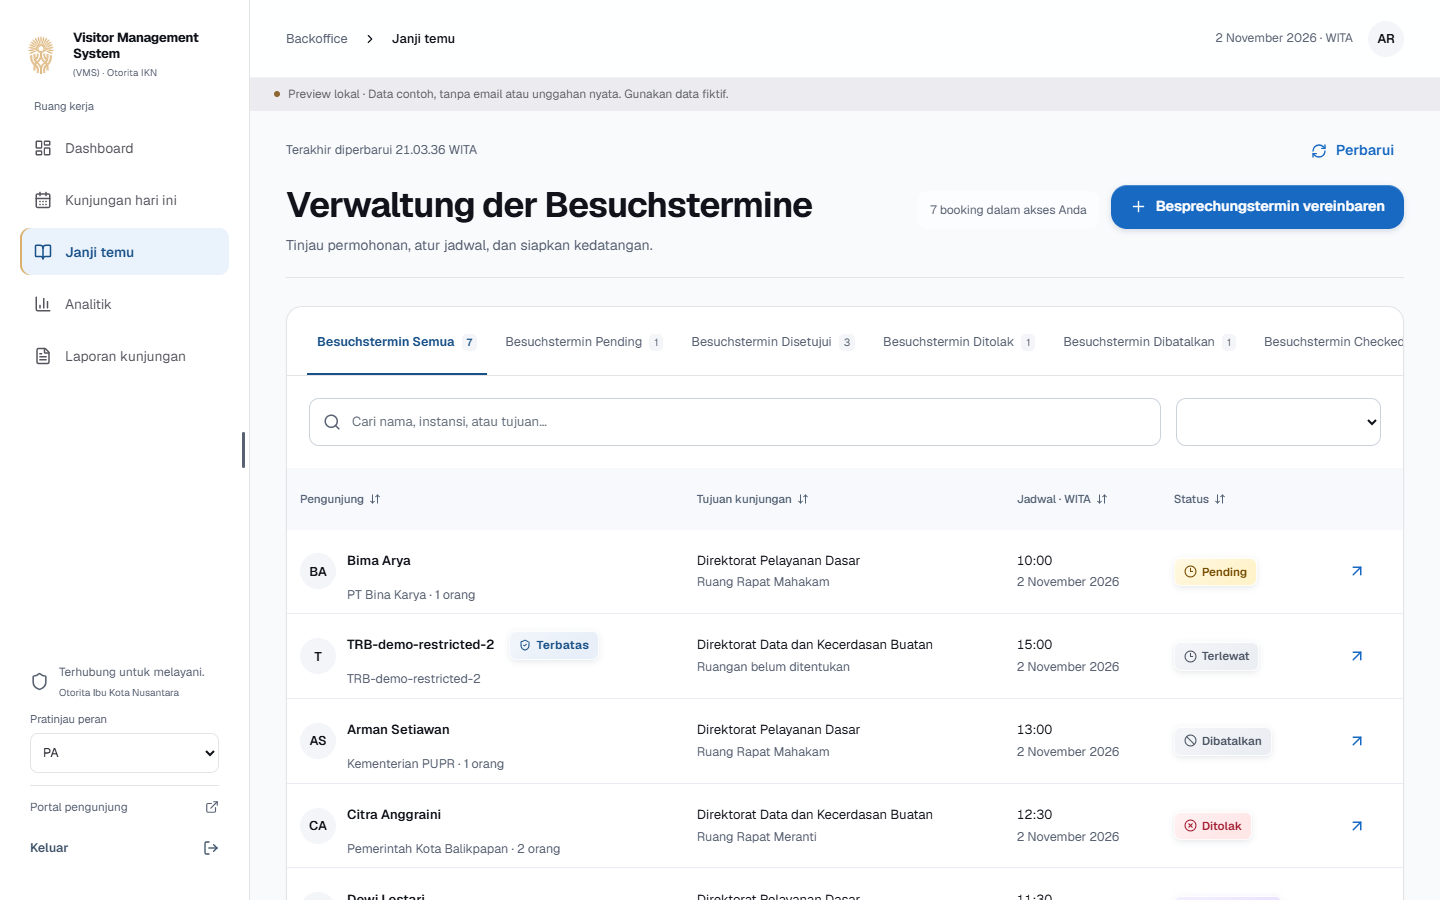 Visitor Management
System
(VMS) · Otorita IKN
Ruang kerja
Dashboard
Kunjungan hari ini
Janji temu
Analitik
Laporan kunjungan
Terhubung untuk melayani.
Otorita Ibu Kota Nusantara
Pratinjau peran
PA
Portal pengunjung
Keluar
Backoffice
Janji temu
2 November 2026 · WITA
AR
Preview lokal · Data contoh, tanpa email atau unggahan nyata. Gunakan data fiktif.
Terakhir diperbarui 21.03.36 WITA
Perbarui
Verwaltung der Besuchstermine
7 booking dalam akses Anda
Besprechungstermin vereinbaren
Tinjau permohonan, atur jadwal, dan siapkan kedatangan.
Besuchstermin Semua 7
Besuchstermin Pending 1
Besuchstermin Disetujui 3
Besuchstermin Ditolak 1
Besuchstermin Dibatalkan 1
Besuchstermin Checked
Cari nama, instansi, atau tujuan...
Pengunjung
Tujuan kunjungan
Jadwal · WITA
Status
BA
Bima Arya
PT Bina Karya · 1 orang
Direktorat Pelayanan Dasar
Ruang Rapat Mahakam
10:00
2 November 2026
Pending
T
TRB-demo-restricted-2
Terbatas
TRB-demo-restricted-2
Direktorat Data dan Kecerdasan Buatan
Ruangan belum ditentukan
15:00
2 November 2026
Terlewat
AS
Arman Setiawan
Kementerian PUPR · 1 orang
Direktorat Pelayanan Dasar
Ruang Rapat Mahakam
13:00
2 November 2026
Dibatalkan
CA
Citra Anggraini
Pemerintah Kota Balikpapan · 2 orang
Direktorat Data dan Kecerdasan Buatan
Ruang Rapat Meranti
12:30
2 November 2026
Ditolak
Dewi Lestari
Direktorat Pelayanan Dasar
11:30